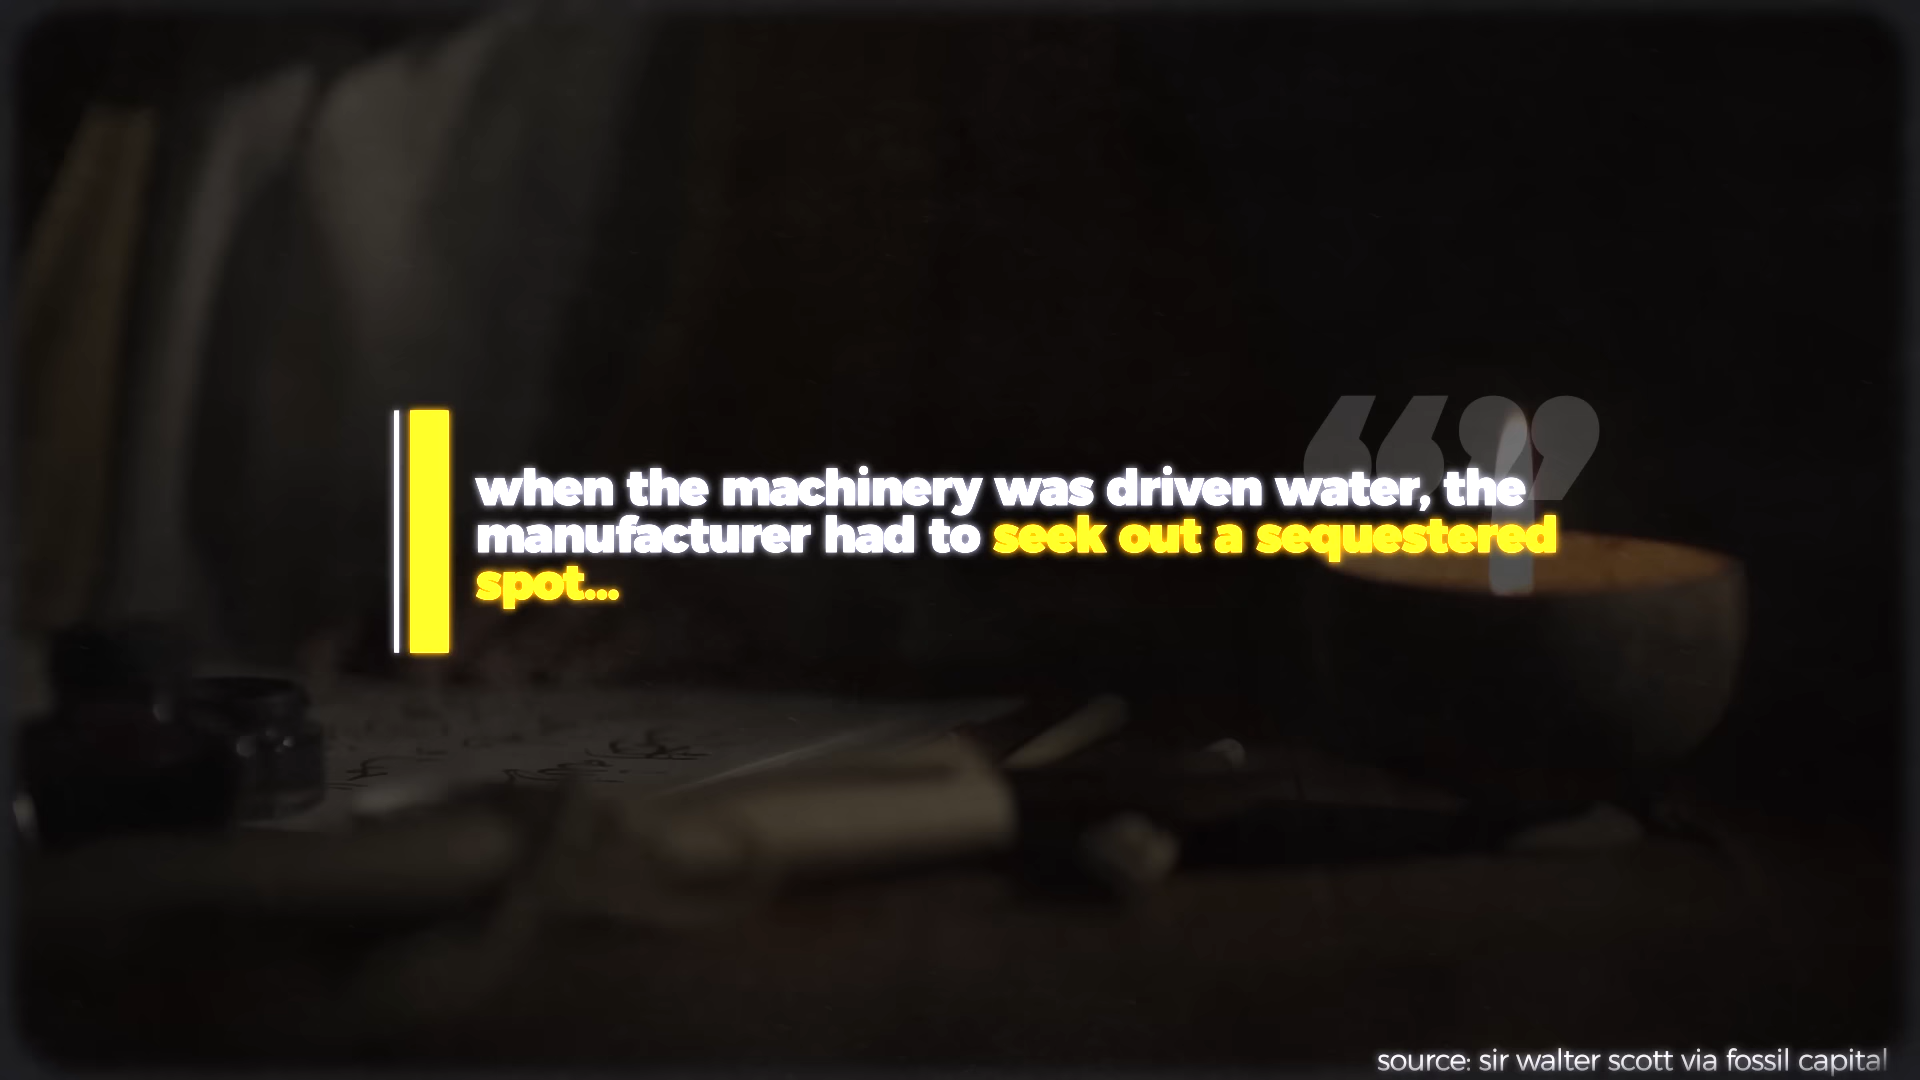 when the machinery was driven water, the
manufacturer had to seek out a sequestered
spot...
source: sir walter scott via fossil capital